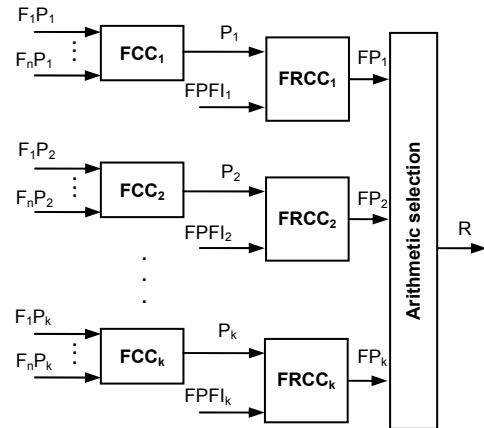 F₁P₁
FₙP₁
FCC₁
P₁
FPFI₁
FRCC₁
FP₁
F₁P₂
FₙP₂
FCC₂
P₂
FPFI₂
FRCC₂
FP₂
F₁Pₖ
FₙPₖ
FCCₖ
Pₖ
FPFIₖ
FRCCₖ
FPₖ
Arithmetic selection
R